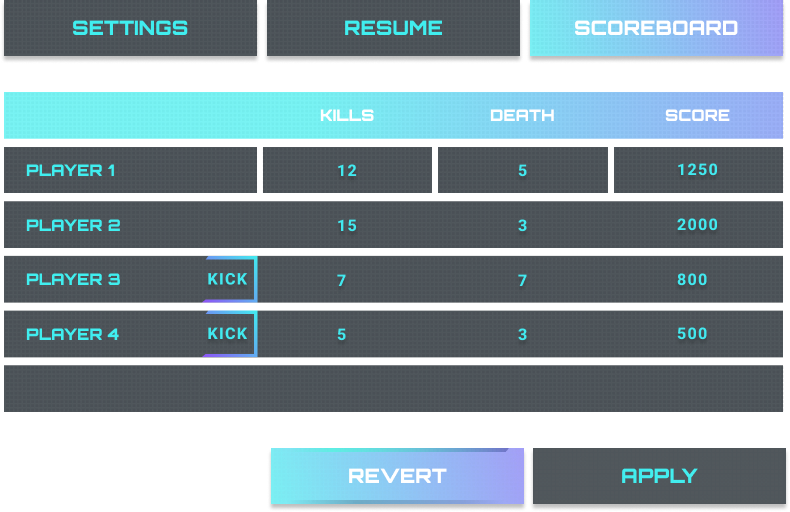 SETTINGS RESUME SCOREBOARD
KILLS DEATH SCORE
PLAYER 1 12 5 1250
PLAYER 2 15 3 2000
PLAYER 3 KICK 7 7 800
PLAYER 4 KICK 5 3 500
REVERT APPLY